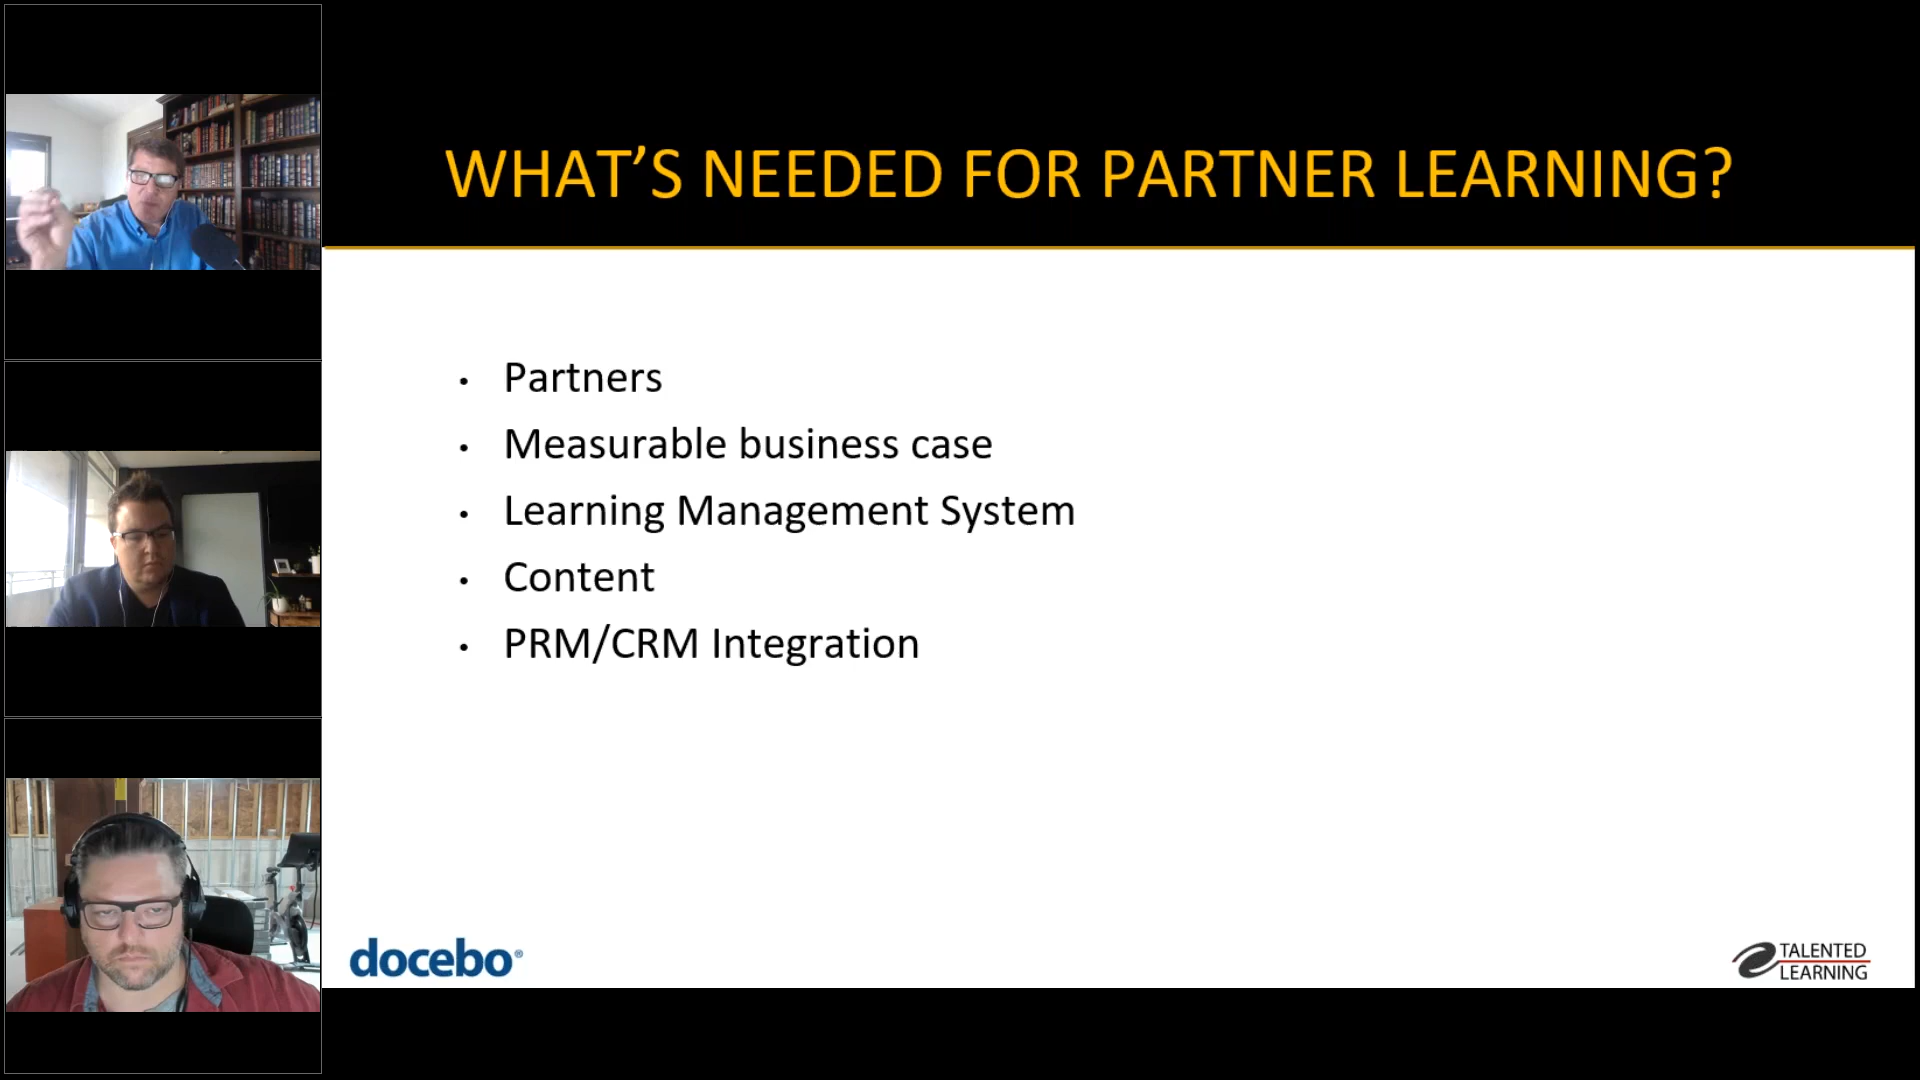 WHAT’S NEEDED FOR PARTNER LEARNING?
• Partners
• Measurable business case
• Learning Management System
• Content
• PRM/CRM Integration
docebo®
TALENTED
LEARNING